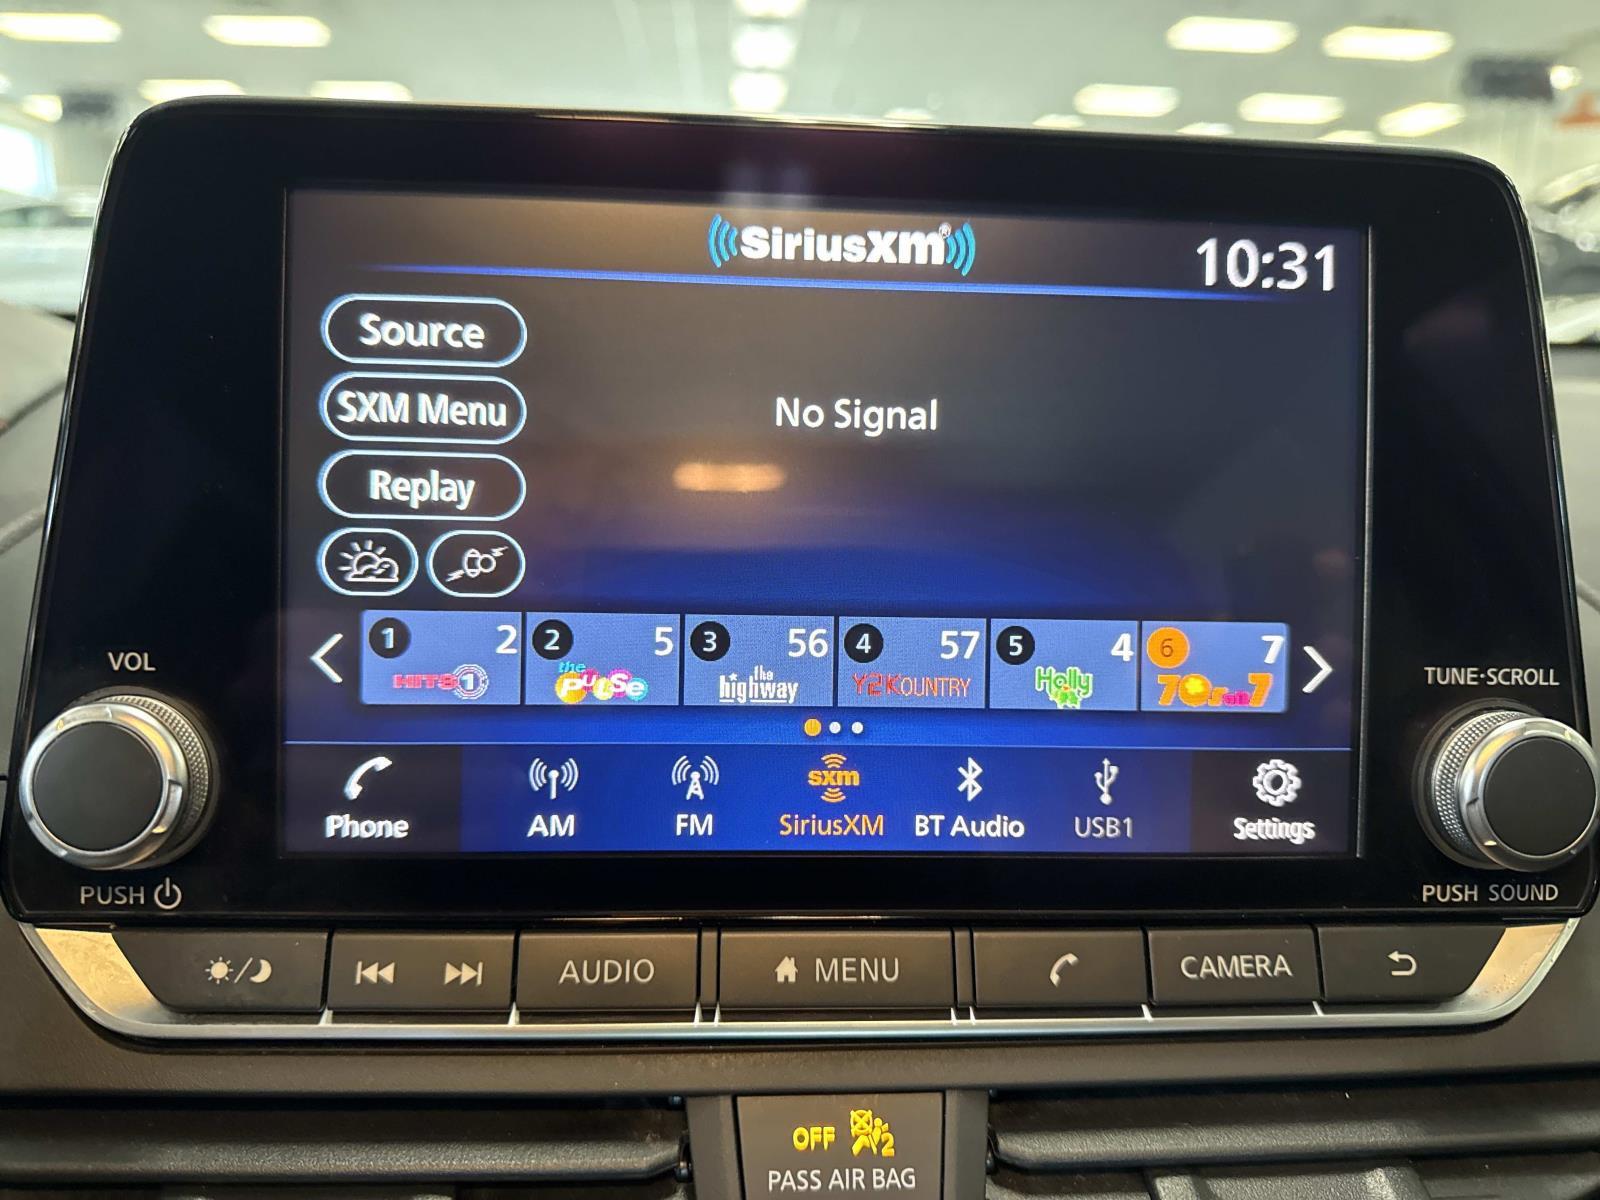 SiriusXM®
10:31
Source
SXM Menu
Replay
No Signal
1 2 HITS 1
2 5 the PULSE
3 56 the highway
4 57 Y2KOUNTRY
5 4 Holly
6 7 70s on 7
VOL
PUSH
TUNE·SCROLL
PUSH SOUND
Phone
AM
FM
sxm
SiriusXM
BT Audio
USB1
Settings
AUDIO
MENU
CAMERA
OFF 2
PASS AIR BAG